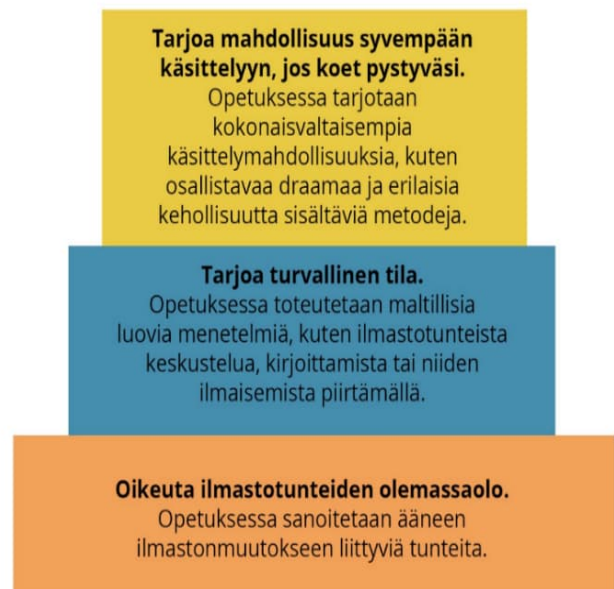 Tarjoa mahdollisuus syvempään
käsittelyyn, jos koet pystyväsi.
Opetuksessa tarjotaan
kokonaisvaltaisempia
käsittelymahdollisuuksia, kuten
osallistavaa draamaa ja erilaisia
kehollisuutta sisältäviä metodeja.
Tarjoa turvallinen tila.
Opetuksessa toteutetaan maltillisia
luovia menetelmiä, kuten ilmastotunteista
keskustelua, kirjoittamista tai niiden
ilmaisemista piirtämällä.
Oikeuta ilmastotunteiden olemassaolo.
Opetuksessa sanoitetaan ääneen
ilmastonmuutokseen liittyviä tunteita.